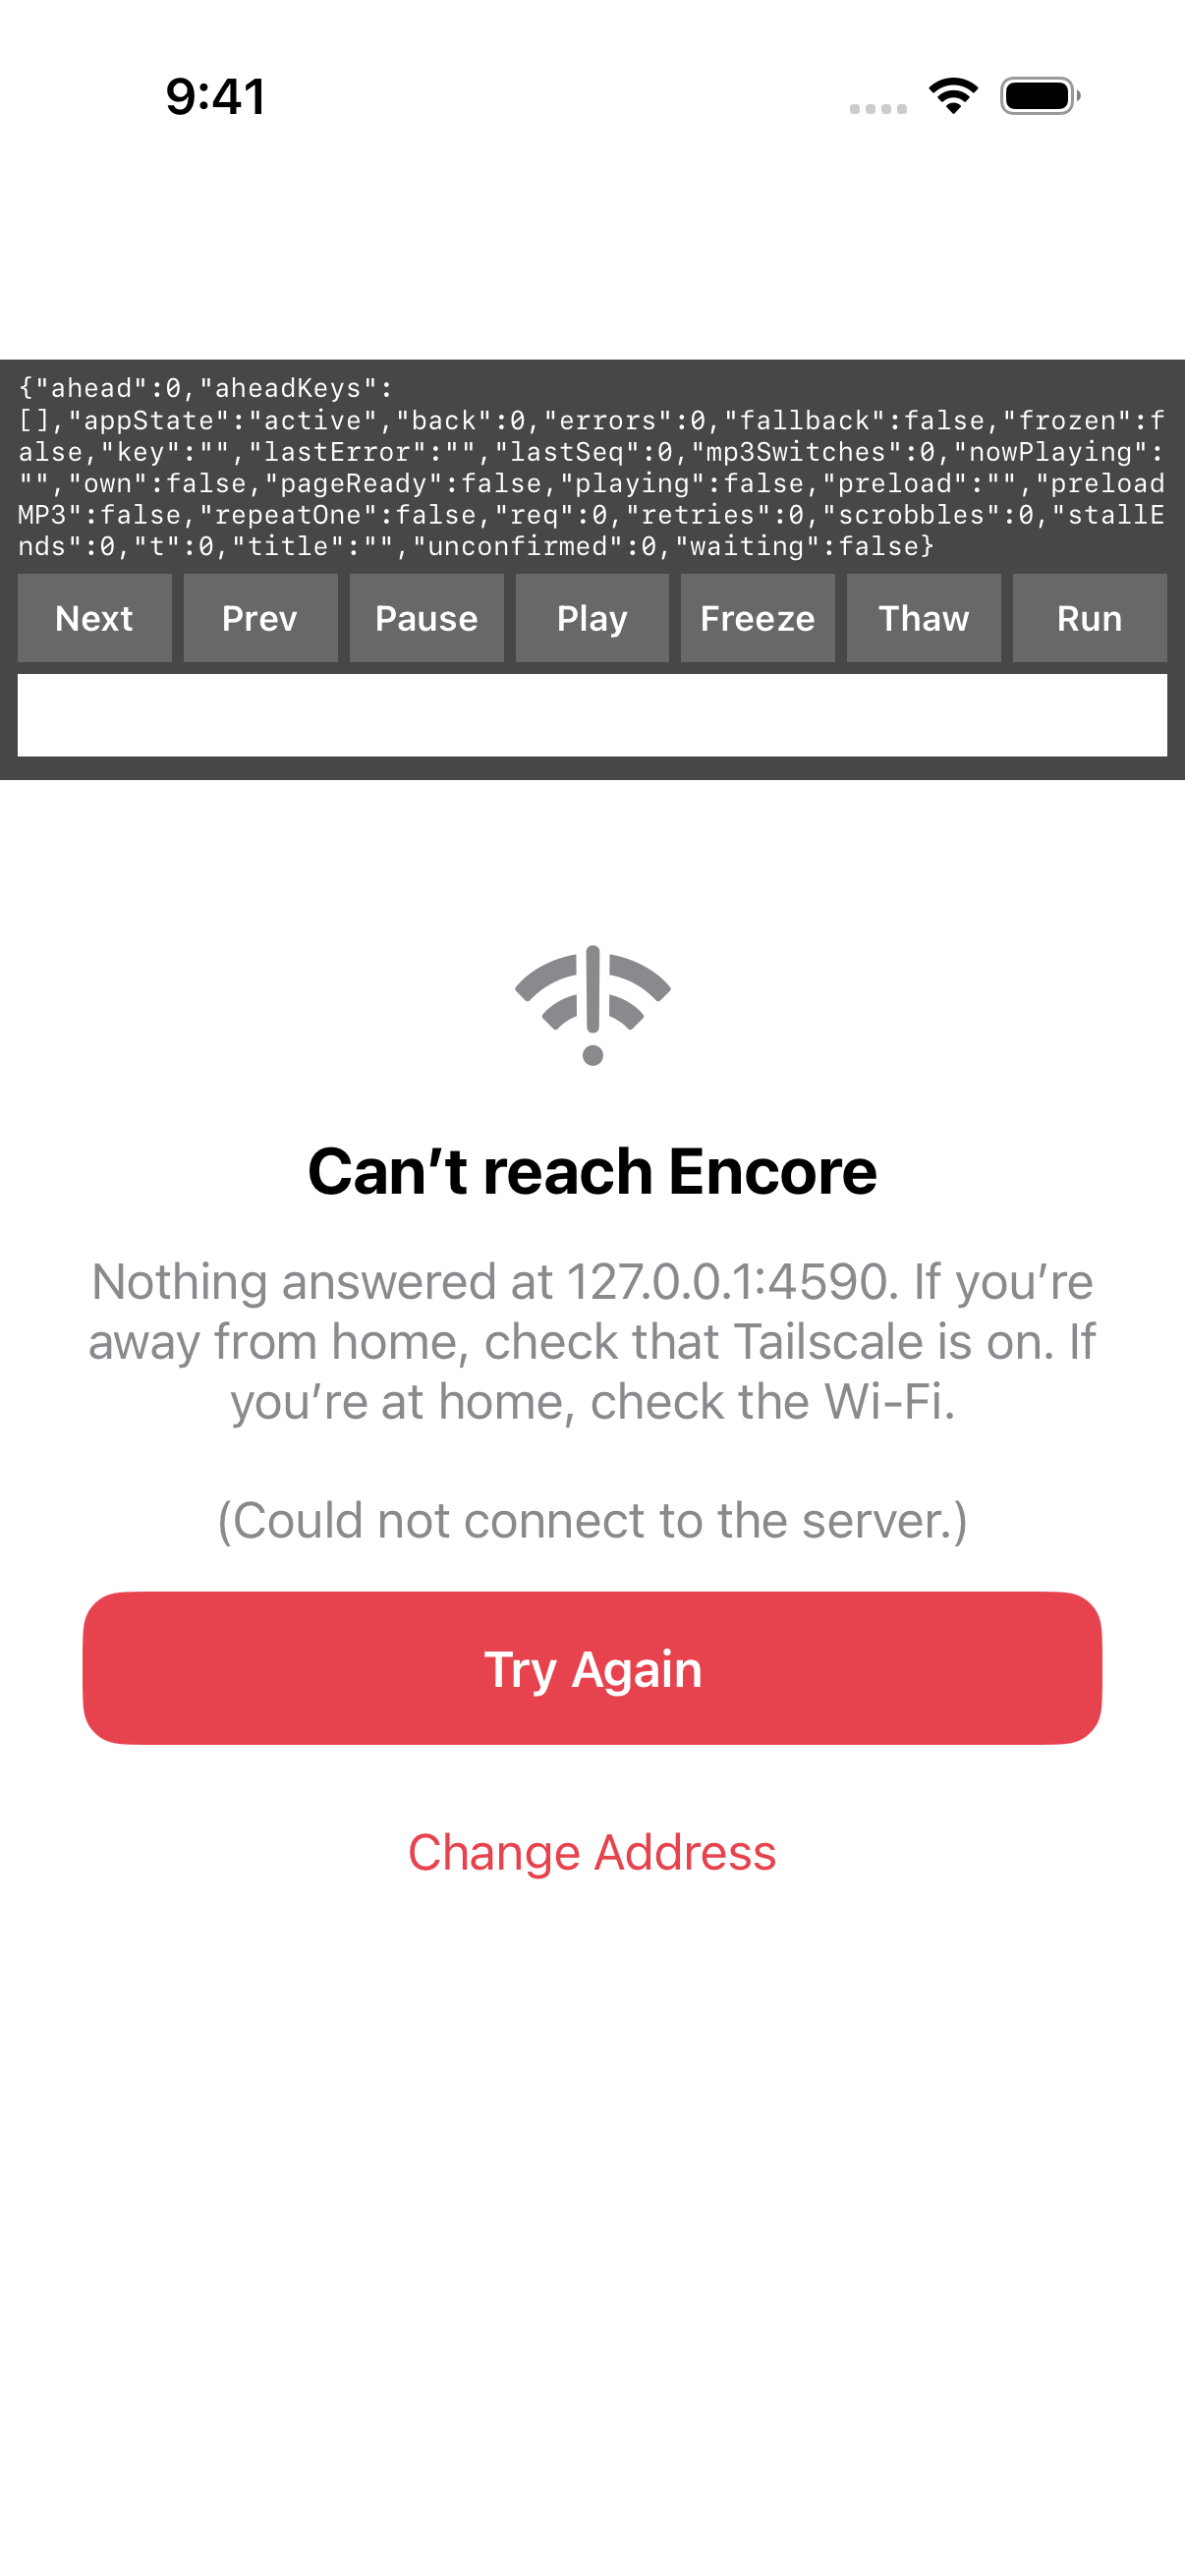 9:41
{"ahead":0,"aheadKeys":
[],"appState":"active","back":0,"errors":0,"fallback":false,"frozen":f
alse,"key":"","lastError":"","lastSeq":0,"mp3Switches":0,"nowPlaying":
"","own":false,"pageReady":false,"playing":false,"preload":"","preload
MP3":false,"repeatOne":false,"req":0,"retries":0,"scrobbles":0,"stallE
nds":0,"t":0,"title":"","unconfirmed":0,"waiting":false}
Next Prev Pause Play Freeze Thaw Run
Can’t reach Encore
Nothing answered at 127.0.0.1:4590. If you’re
away from home, check that Tailscale is on. If
you’re at home, check the Wi-Fi.
(Could not connect to the server.)
Try Again
Change Address